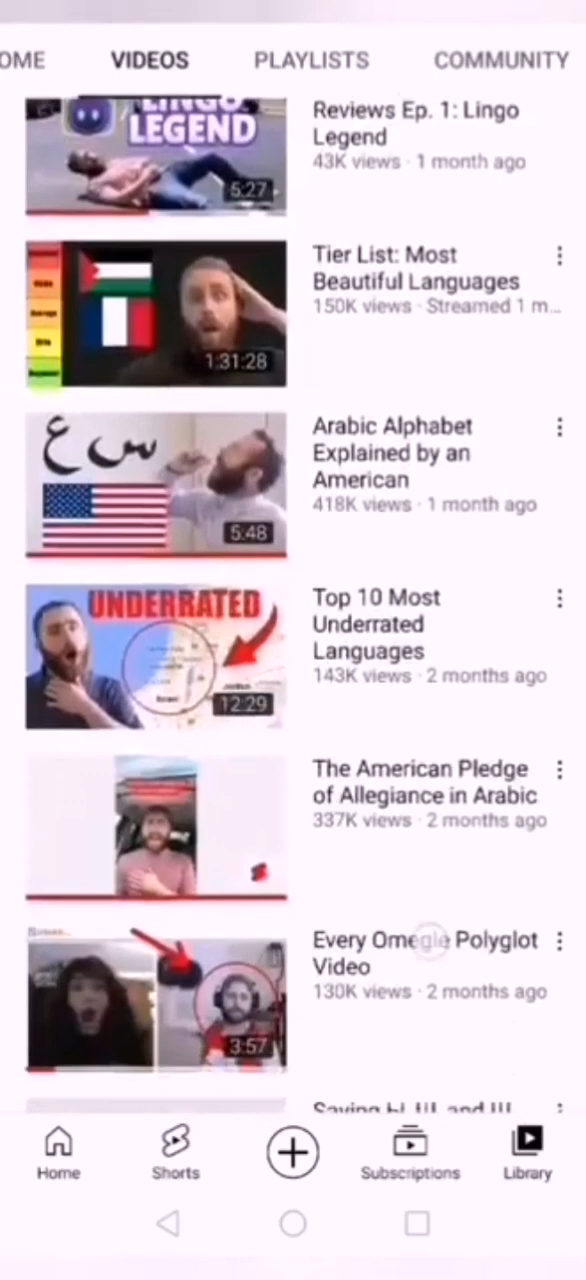 OME VIDEOS PLAYLISTS COMMUNITY
LINGO
LEGEND
5:27
Reviews Ep. 1: Lingo
Legend
43K views · 1 month ago
1:31:28
Tier List: Most
Beautiful Languages
150K views · Streamed 1 m...
س ع
5:48
Arabic Alphabet
Explained by an
American
418K views · 1 month ago
UNDERRATED
12:29
Top 10 Most
Underrated
Languages
143K views · 2 months ago
The American Pledge
of Allegiance in Arabic
337K views · 2 months ago
3:57
Every Omegle Polyglot
Video
130K views · 2 months ago
Home Shorts Subscriptions Library